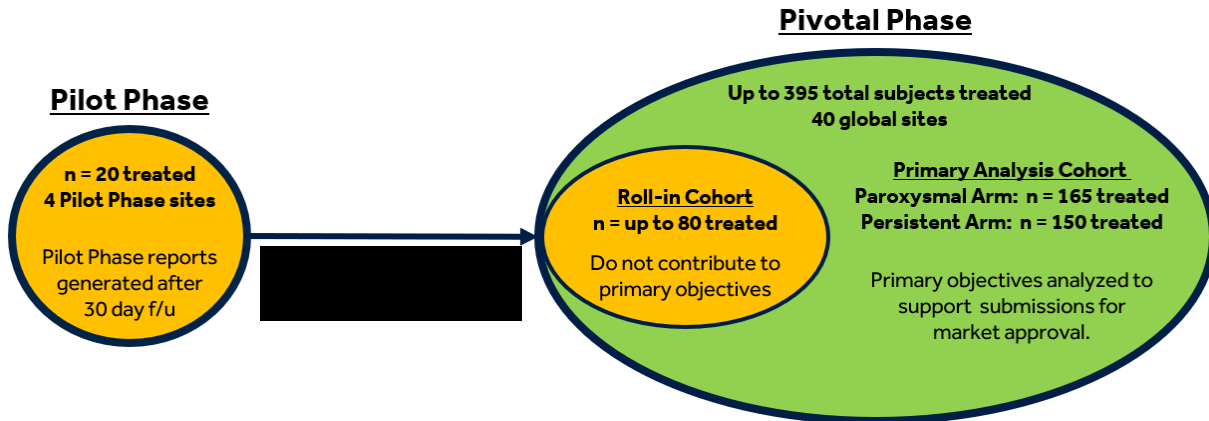 Pivotal Phase
Pilot Phase
n = 20 treated
4 Pilot Phase sites
Pilot Phase reports
generated after
30 day f/u
Up to 395 total subjects treated
40 global sites
Roll-in Cohort
n = up to 80 treated
Do not contribute to
primary objectives
Primary Analysis Cohort
Paroxysmal Arm: n = 165 treated
Persistent Arm: n = 150 treated
Primary objectives analyzed to
support submissions for
market approval.